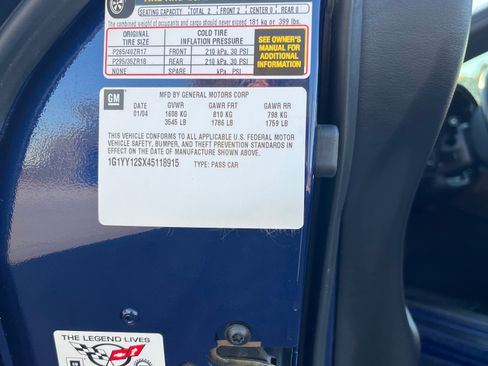 SEATING CAPACITY TOTAL 2 FRONT 2 CENTER 0 REAR 0
The combined weight of occupants and cargo should never exceed 181 kg or 399 lbs.
ORIGINAL TIRE SIZE COLD TIRE INFLATION PRESSURE
P265/40ZR17 FRONT 210 kPa, 30 PSI
P295/35ZR18 REAR 210 kPa, 30 PSI
NONE SPARE kPa, PSI
SEE OWNER'S
MANUAL FOR
ADDITIONAL
INFORMATION
GM
MFD BY GENERAL MOTORS CORP
DATE GVWR GAWR FRT GAWR RR
01/04 1608 KG 810 KG 798 KG
3545 LB 1786 LB 1759 LB
THIS VEHICLE CONFORMS TO ALL APPLICABLE U.S. FEDERAL MOTOR
VEHICLE SAFETY, BUMPER, AND THEFT PREVENTION STANDARDS IN
EFFECT ON THE DATE OF MANUFACTURE SHOWN ABOVE.
1G1YY12SX45118915 TYPE: PASS CAR
THE LEGEND LIVES